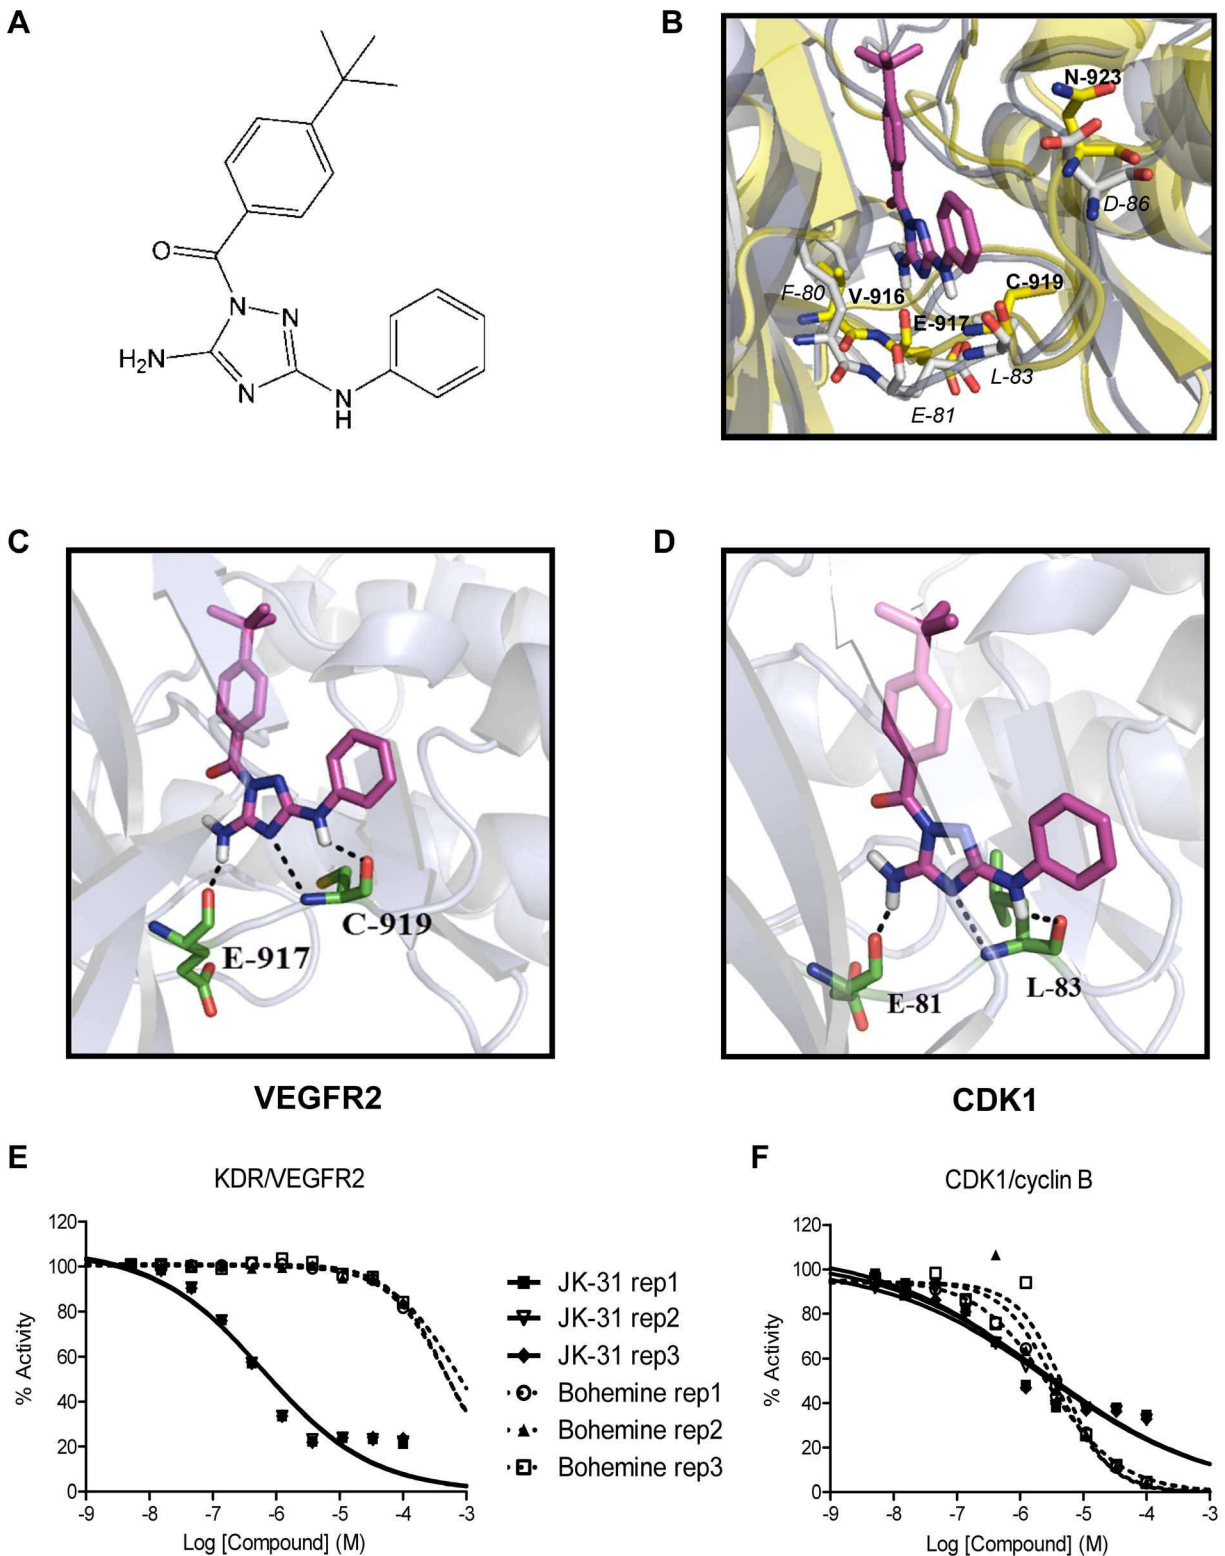 A
O
N
N
H₂N
N
N
H
B
N-923
D-86
F-80
V-916
C-919
E-917
L-83
E-81
C
E-917
C-919
VEGFR2
D
E-81
L-83
CDK1
E
KDR/VEGFR2
120
100
80
60
40
20
0
% Activity
-9 -8 -7 -6 -5 -4 -3
Log [Compound] (M)
JK-31 rep1
JK-31 rep2
JK-31 rep3
Bohemine rep1
Bohemine rep2
Bohemine rep3
F
CDK1/cyclin B
120
100
80
60
40
20
0
% Activity
-9 -8 -7 -6 -5 -4 -3
Log [Compound] (M)